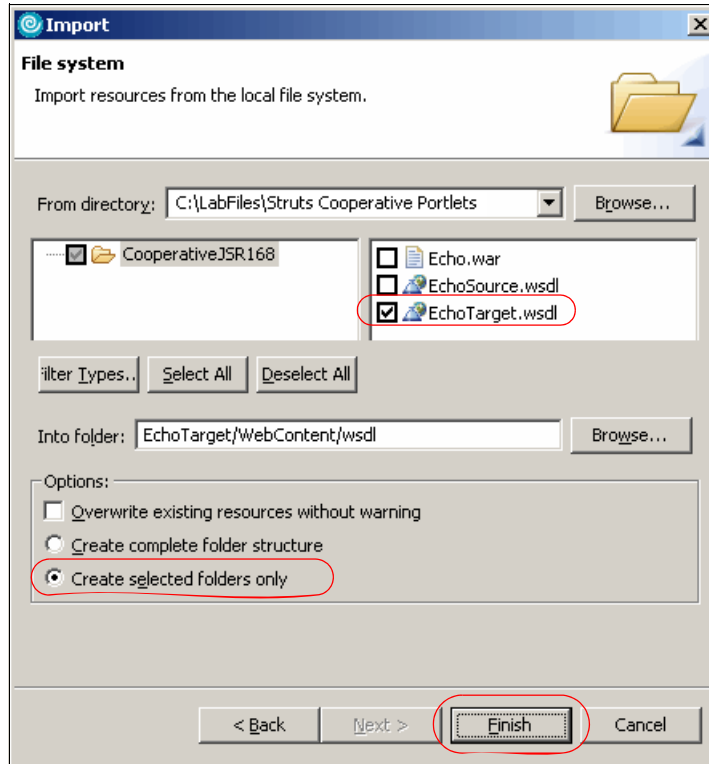 Import
File system
Import resources from the local file system.
From directory: C:\LabFiles\Struts Cooperative Portlets Browse...
CooperativeJSR168
Echo.war
EchoSource.wsdl
EchoTarget.wsdl
ilter Types.. Select All Deselect All
Into folder: EchoTarget/WebContent/wsdl Browse...
Options:
Overwrite existing resources without warning
Create complete folder structure
Create selected folders only
< Back Next > Finish Cancel